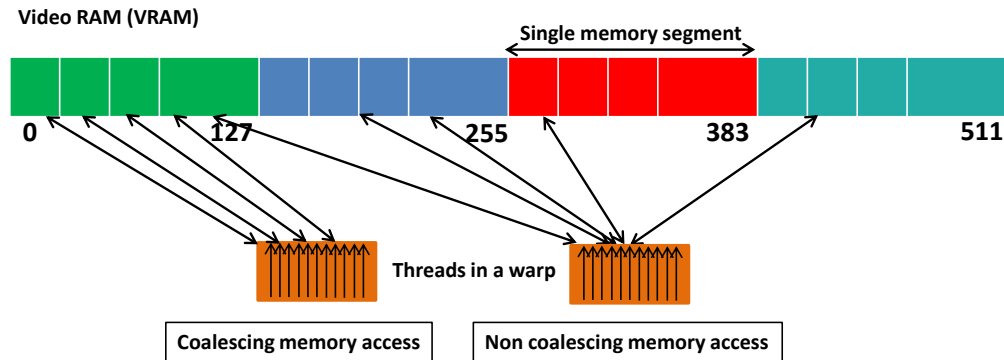 Video RAM (VRAM)
Single memory segment
0 127 255 383 511
Threads in a warp
Coalescing memory access
Non coalescing memory access